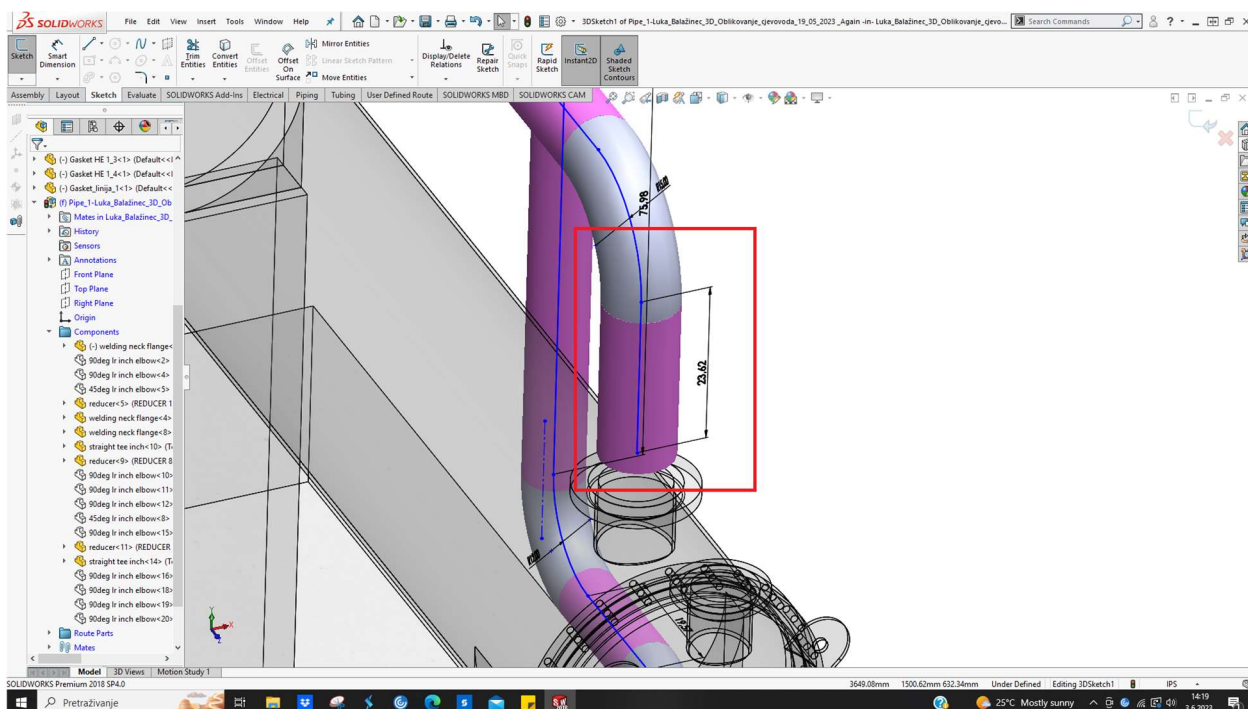 SOLIDWORKS File Edit View Insert Tools Window Help 3DSketch1 of Pipe_1-Luka_Balažinec_3D_Oblikovanje_cjevovoda_19_05_2023_Again -in- Luka_Balažinec_3D_Oblikovanje_cjevo... Search Commands
Sketch
Smart Dimension
Trim Entities
Convert Entities
Offset Entities
Offset On Surface
Mirror Entities
Linear Sketch Pattern
Move Entities
Display/Delete Relations
Repair Sketch
Quick Snaps
Rapid Sketch
Instant2D
Shaded Sketch Contours
Assembly Layout Sketch Evaluate SOLIDWORKS Add-Ins Electrical Piping Tubing User Defined Route SOLIDWORKS MBD SOLIDWORKS CAM
(-) Gasket HE 1_3<1> (Default<<
(-) Gasket HE 1_4<1> (Default<<
(-) Gasket_linija_1<1> (Default<<
(f) Pipe_1-Luka_Balažinec_3D_Ob
Mates in Luka_Balažinec_3D_
History
Sensors
Annotations
Front Plane
Top Plane
Right Plane
Origin
Components
(-) welding neck flange<
90deg lr inch elbow<2>
90deg lr inch elbow<4>
45deg lr inch elbow<5>
reducer<5> (REDUCER 1
welding neck flange<4>
welding neck flange<8>
straight tee inch<10> (T
reducer<9> (REDUCER 8
90deg lr inch elbow<10>
90deg lr inch elbow<11>
90deg lr inch elbow<12>
45deg lr inch elbow<8>
90deg lr inch elbow<15>
reducer<11> (REDUCER
straight tee inch<14> (T
90deg lr inch elbow<16>
90deg lr inch elbow<18>
90deg lr inch elbow<19>
90deg lr inch elbow<20>
Route Parts
Mates
75,98
23,62
Y
X
Z
Model 3D Views Motion Study 1
SOLIDWORKS Premium 2018 SP4.0 3649.08mm 1500.62mm 632.34mm Under Defined Editing 3DSketch1 IPS
Pretraživanje 25°C Mostly sunny 14:19
3.6.2023.